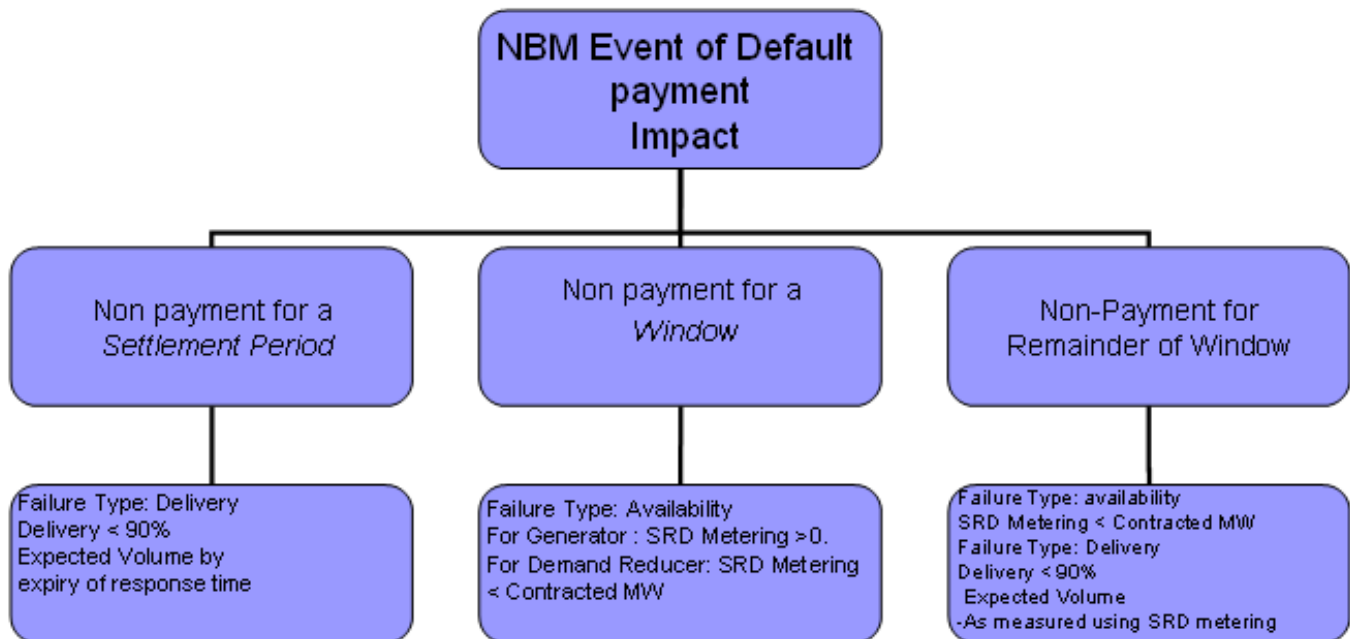 NBM Event of Default
payment
Impact
Non payment for a
Settlement Period
Non payment for a
Window
Non-Payment for
Remainder of Window
Failure Type: Delivery
Delivery < 90%
Expected Volume by
expiry of response time
Failure Type: Availability
For Generator : SRD Metering >0.
For Demand Reducer: SRD Metering
< Contracted MW
Failure Type: availability
SRD Metering < Contracted MW
Failure Type: Delivery
Delivery <90%
Expected Volume
-As measured using SRD metering